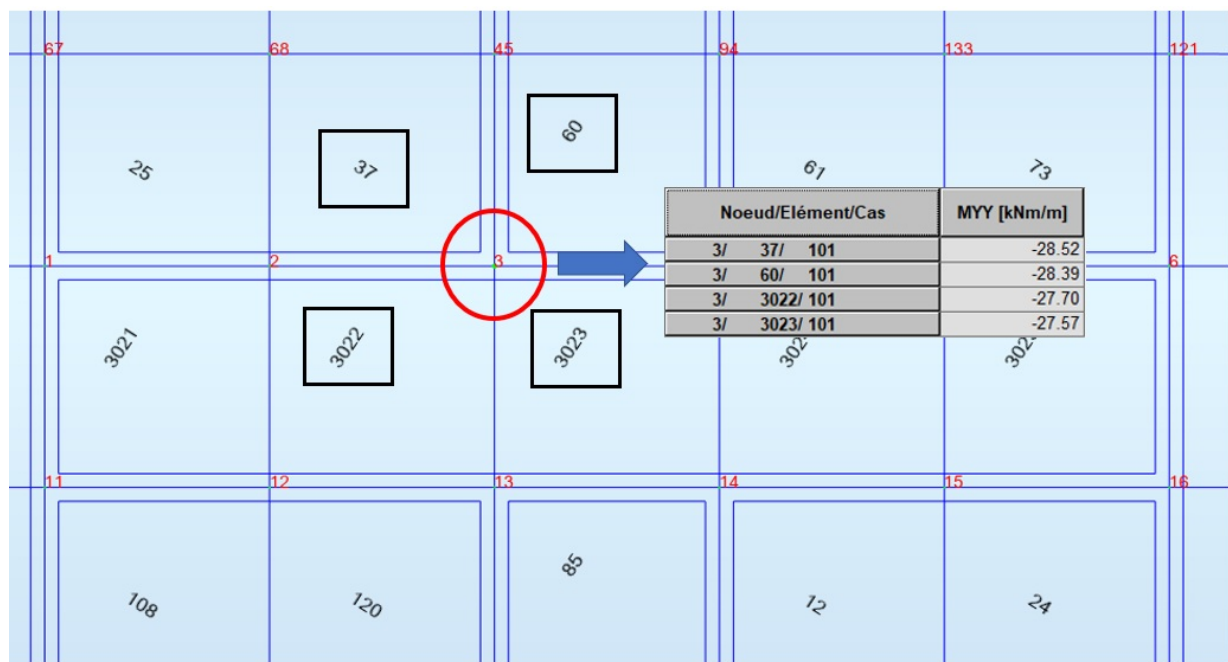 67 68 45 94 133 121
25 37 60 61 73
Noeud/Elément/Cas MYY [kNm/m]
3/ 37/ 101 -28.52
3/ 60/ 101 -28.39
3/ 3022/ 101 -27.70
3/ 3023/ 101 -27.57
1 2 3 6
3021 3022 3023
11 12 13 14 15 16
108 120 85 12 24